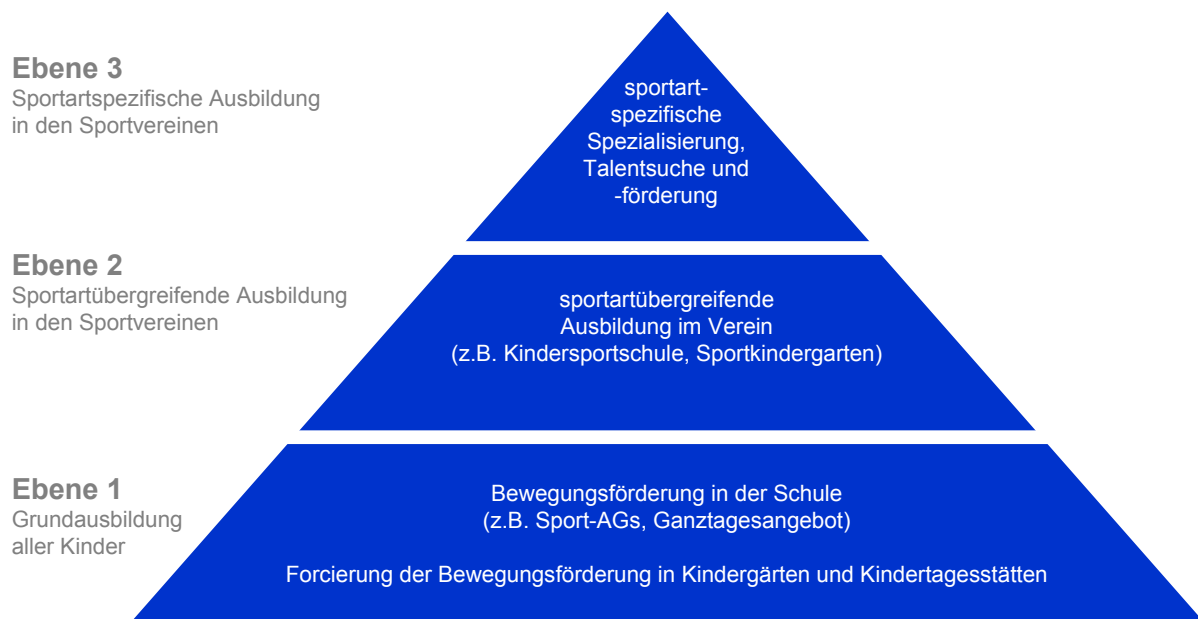 Ebene 3
Sportartspezifische Ausbildung
in den Sportvereinen
sportart-
spezifische
Spezialisierung,
Talentsuche und
-förderung
Ebene 2
Sportartübergreifende Ausbildung
in den Sportvereinen
sportartübergreifende
Ausbildung im Verein
(z.B. Kindersportschule, Sportkindergarten)
Ebene 1
Grundausbildung
aller Kinder
Bewegungsförderung in der Schule
(z.B. Sport-AGs, Ganztagesangebot)
Forcierung der Bewegungsförderung in Kindergärten und Kindertagesstätten